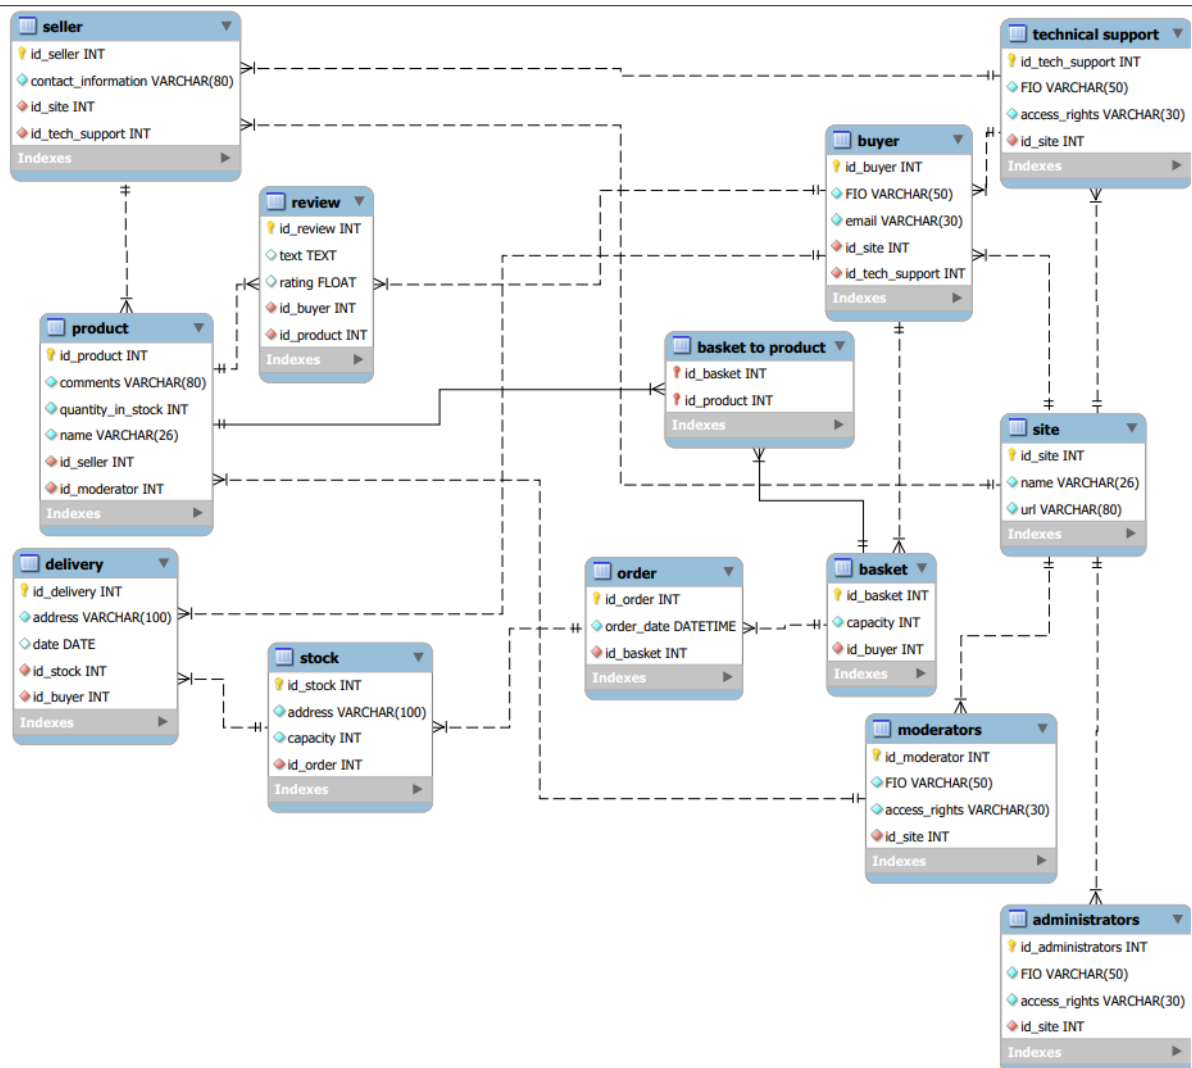 seller
id_seller INT
contact_information VARCHAR(80)
id_site INT
id_tech_support INT
Indexes
technical support
id_tech_support INT
FIO VARCHAR(50)
access_rights VARCHAR(30)
id_site INT
Indexes
buyer
id_buyer INT
FIO VARCHAR(50)
email VARCHAR(30)
id_site INT
id_tech_support INT
Indexes
review
id_review INT
text TEXT
rating FLOAT
id_buyer INT
id_product INT
Indexes
product
id_product INT
comments VARCHAR(80)
quantity_in_stock INT
name VARCHAR(26)
id_seller INT
id_moderator INT
Indexes
basket to product
id_basket INT
id_product INT
Indexes
site
id_site INT
name VARCHAR(26)
url VARCHAR(80)
Indexes
delivery
id_delivery INT
address VARCHAR(100)
date DATE
id_stock INT
id_buyer INT
Indexes
order
id_order INT
order_date DATETIME
id_basket INT
Indexes
basket
id_basket INT
capacity INT
id_buyer INT
Indexes
stock
id_stock INT
address VARCHAR(100)
capacity INT
id_order INT
Indexes
moderators
id_moderator INT
FIO VARCHAR(50)
access_rights VARCHAR(30)
id_site INT
Indexes
administrators
id_administrators INT
FIO VARCHAR(50)
access_rights VARCHAR(30)
id_site INT
Indexes